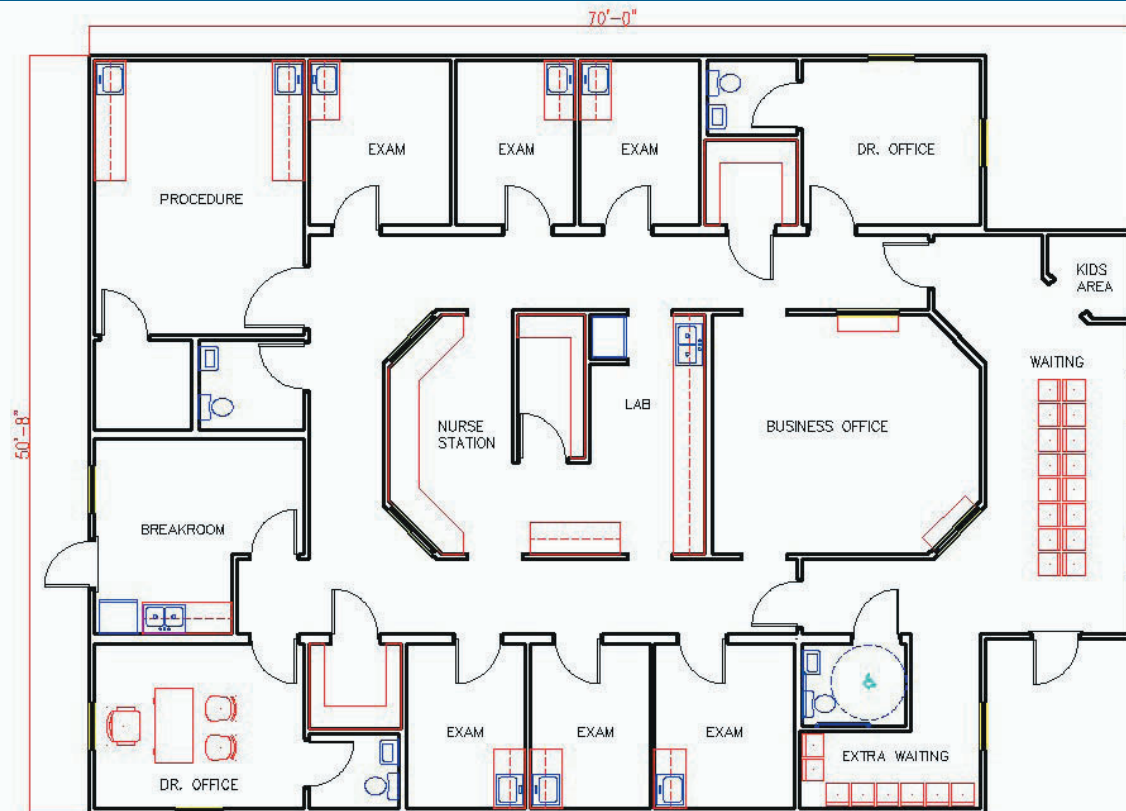 70'-0"
50'-8"
EXAM
EXAM
EXAM
DR. OFFICE
PROCEDURE
KIDS
AREA
WAITING
NURSE
STATION
LAB
BUSINESS OFFICE
BREAKROOM
EXAM
EXAM
EXAM
EXTRA WAITING
DR. OFFICE